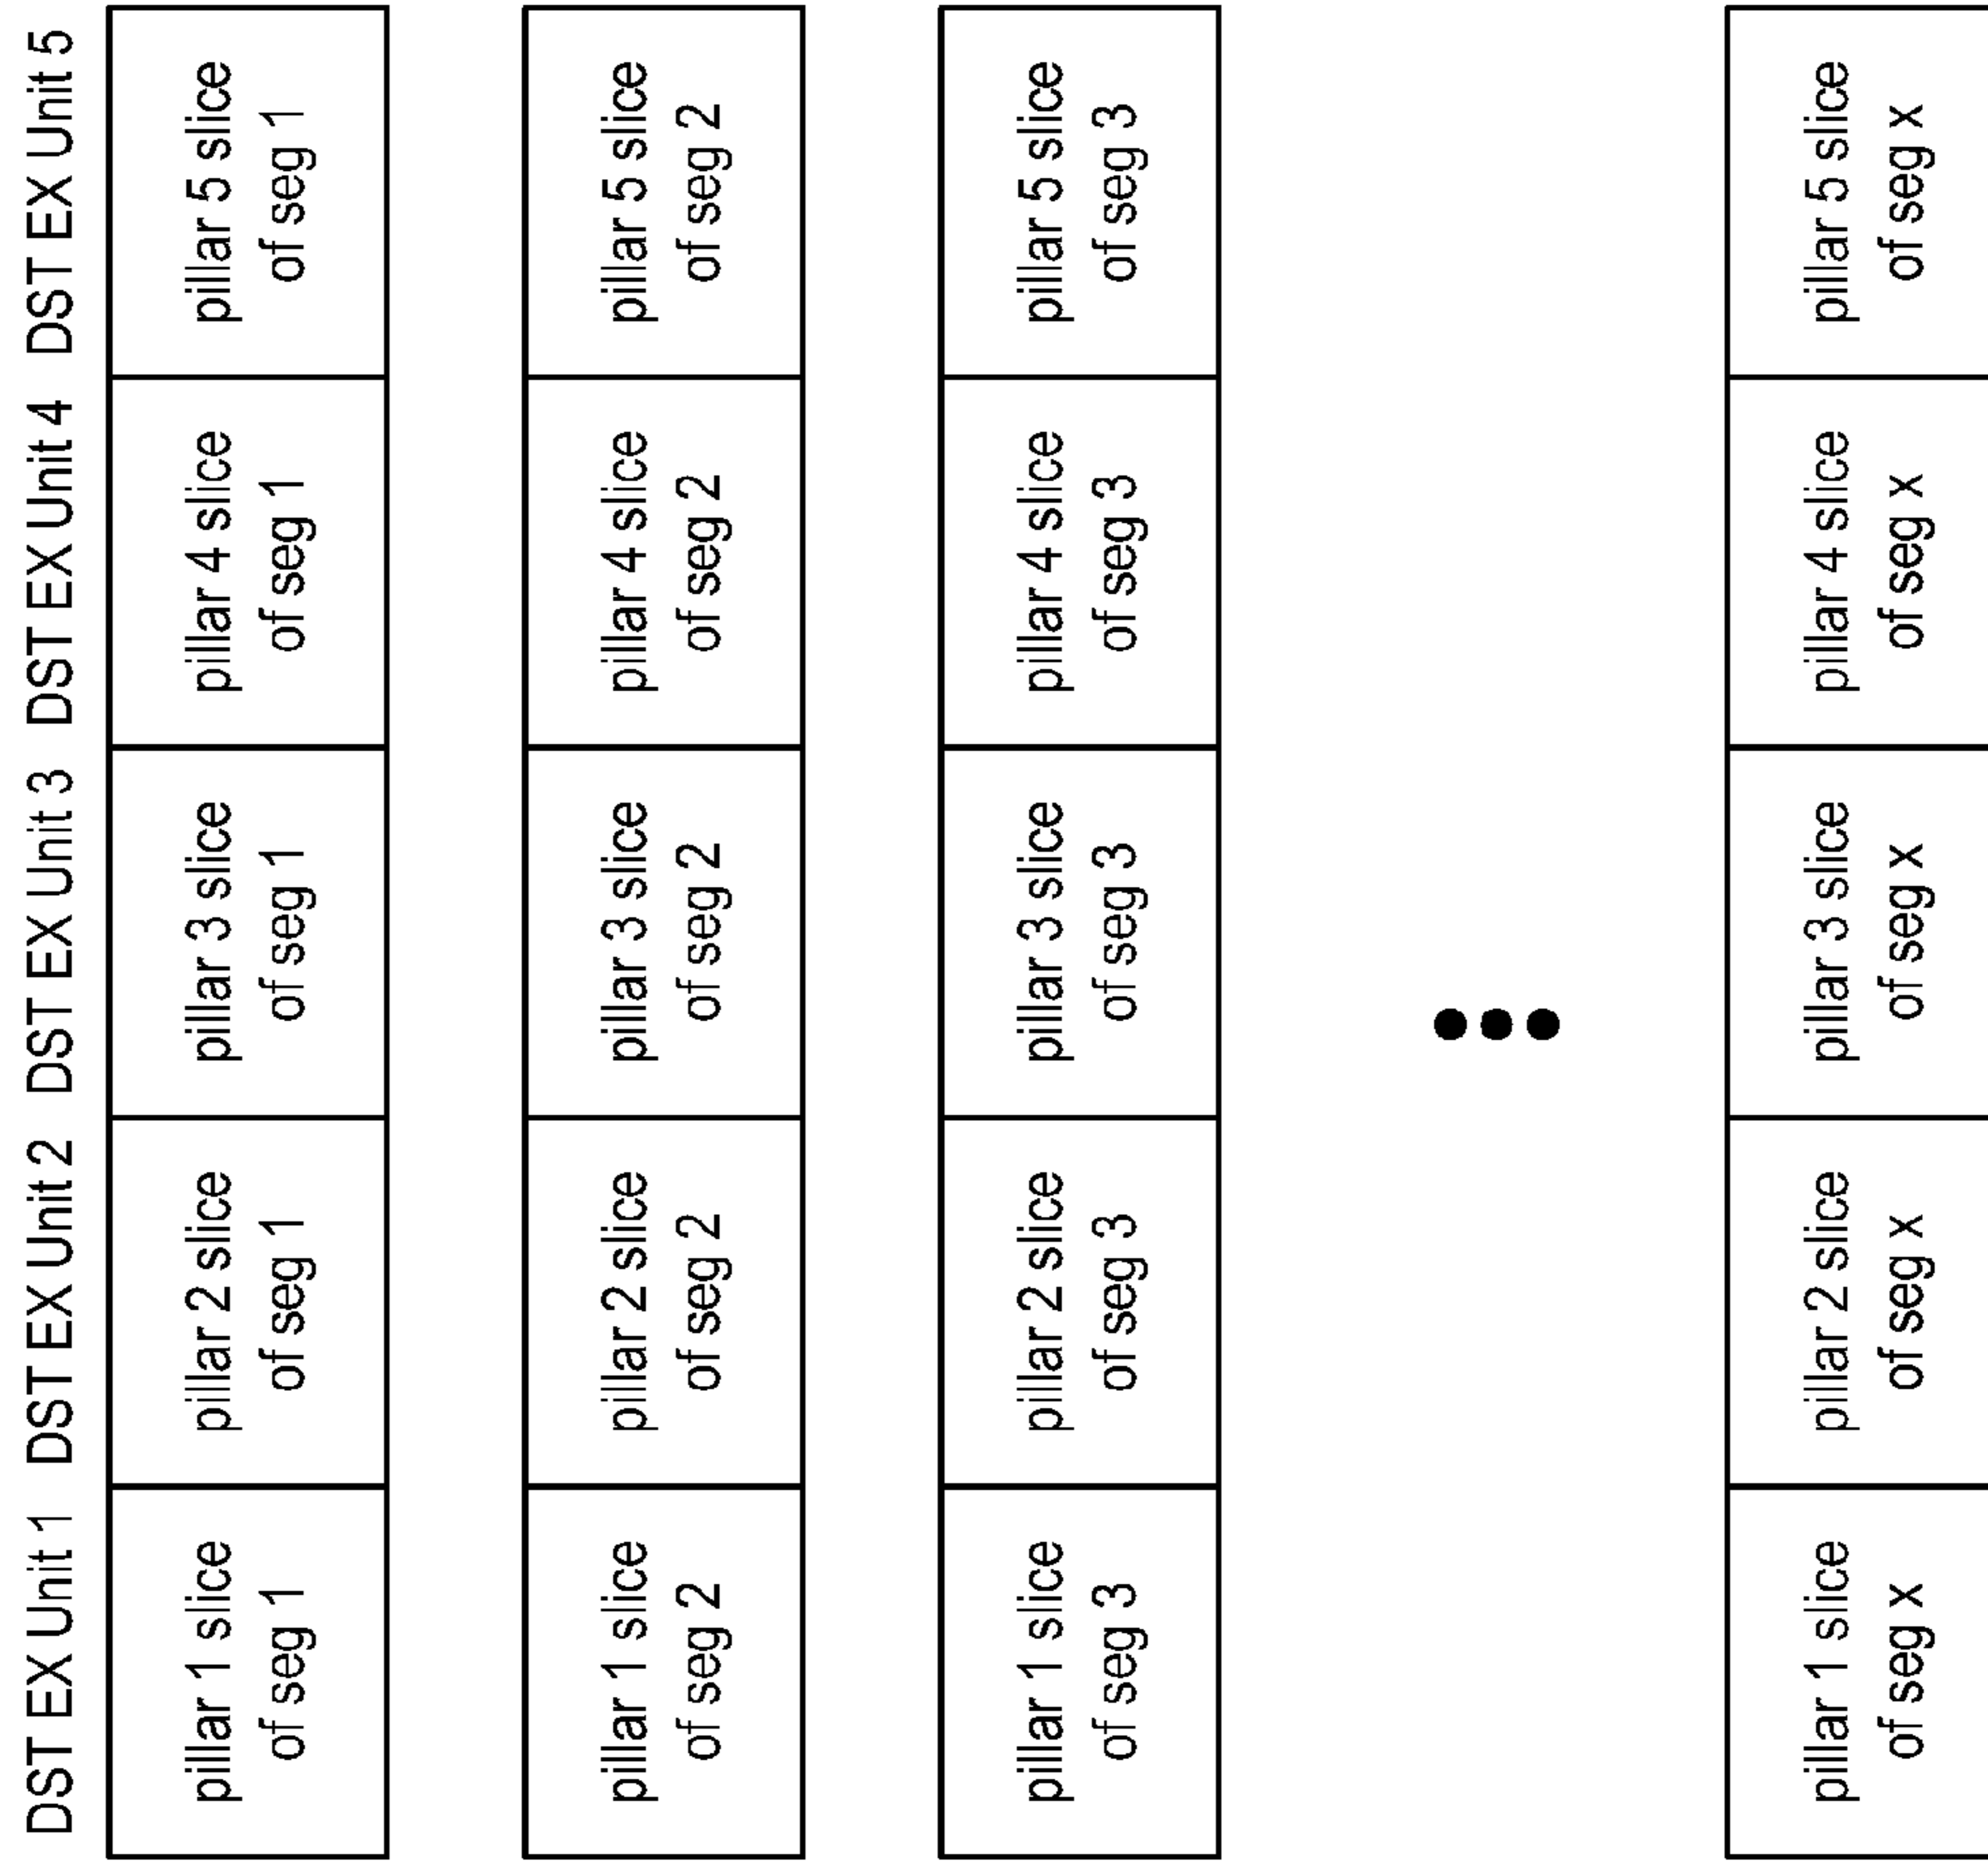 DST EX Unit 1 DST EX Unit 2 DST EX Unit 3 DST EX Unit 4 DST EX Unit 5
pillar 1 slice
of seg 1
pillar 2 slice
of seg 1
pillar 3 slice
of seg 1
pillar 4 slice
of seg 1
pillar 5 slice
of seg 1
pillar 1 slice
of seg 2
pillar 2 slice
of seg 2
pillar 3 slice
of seg 2
pillar 4 slice
of seg 2
pillar 5 slice
of seg 2
pillar 1 slice
of seg 3
pillar 2 slice
of seg 3
pillar 3 slice
of seg 3
pillar 4 slice
of seg 3
pillar 5 slice
of seg 3
pillar 1 slice
of seg x
pillar 2 slice
of seg x
pillar 3 slice
of seg x
pillar 4 slice
of seg x
pillar 5 slice
of seg x